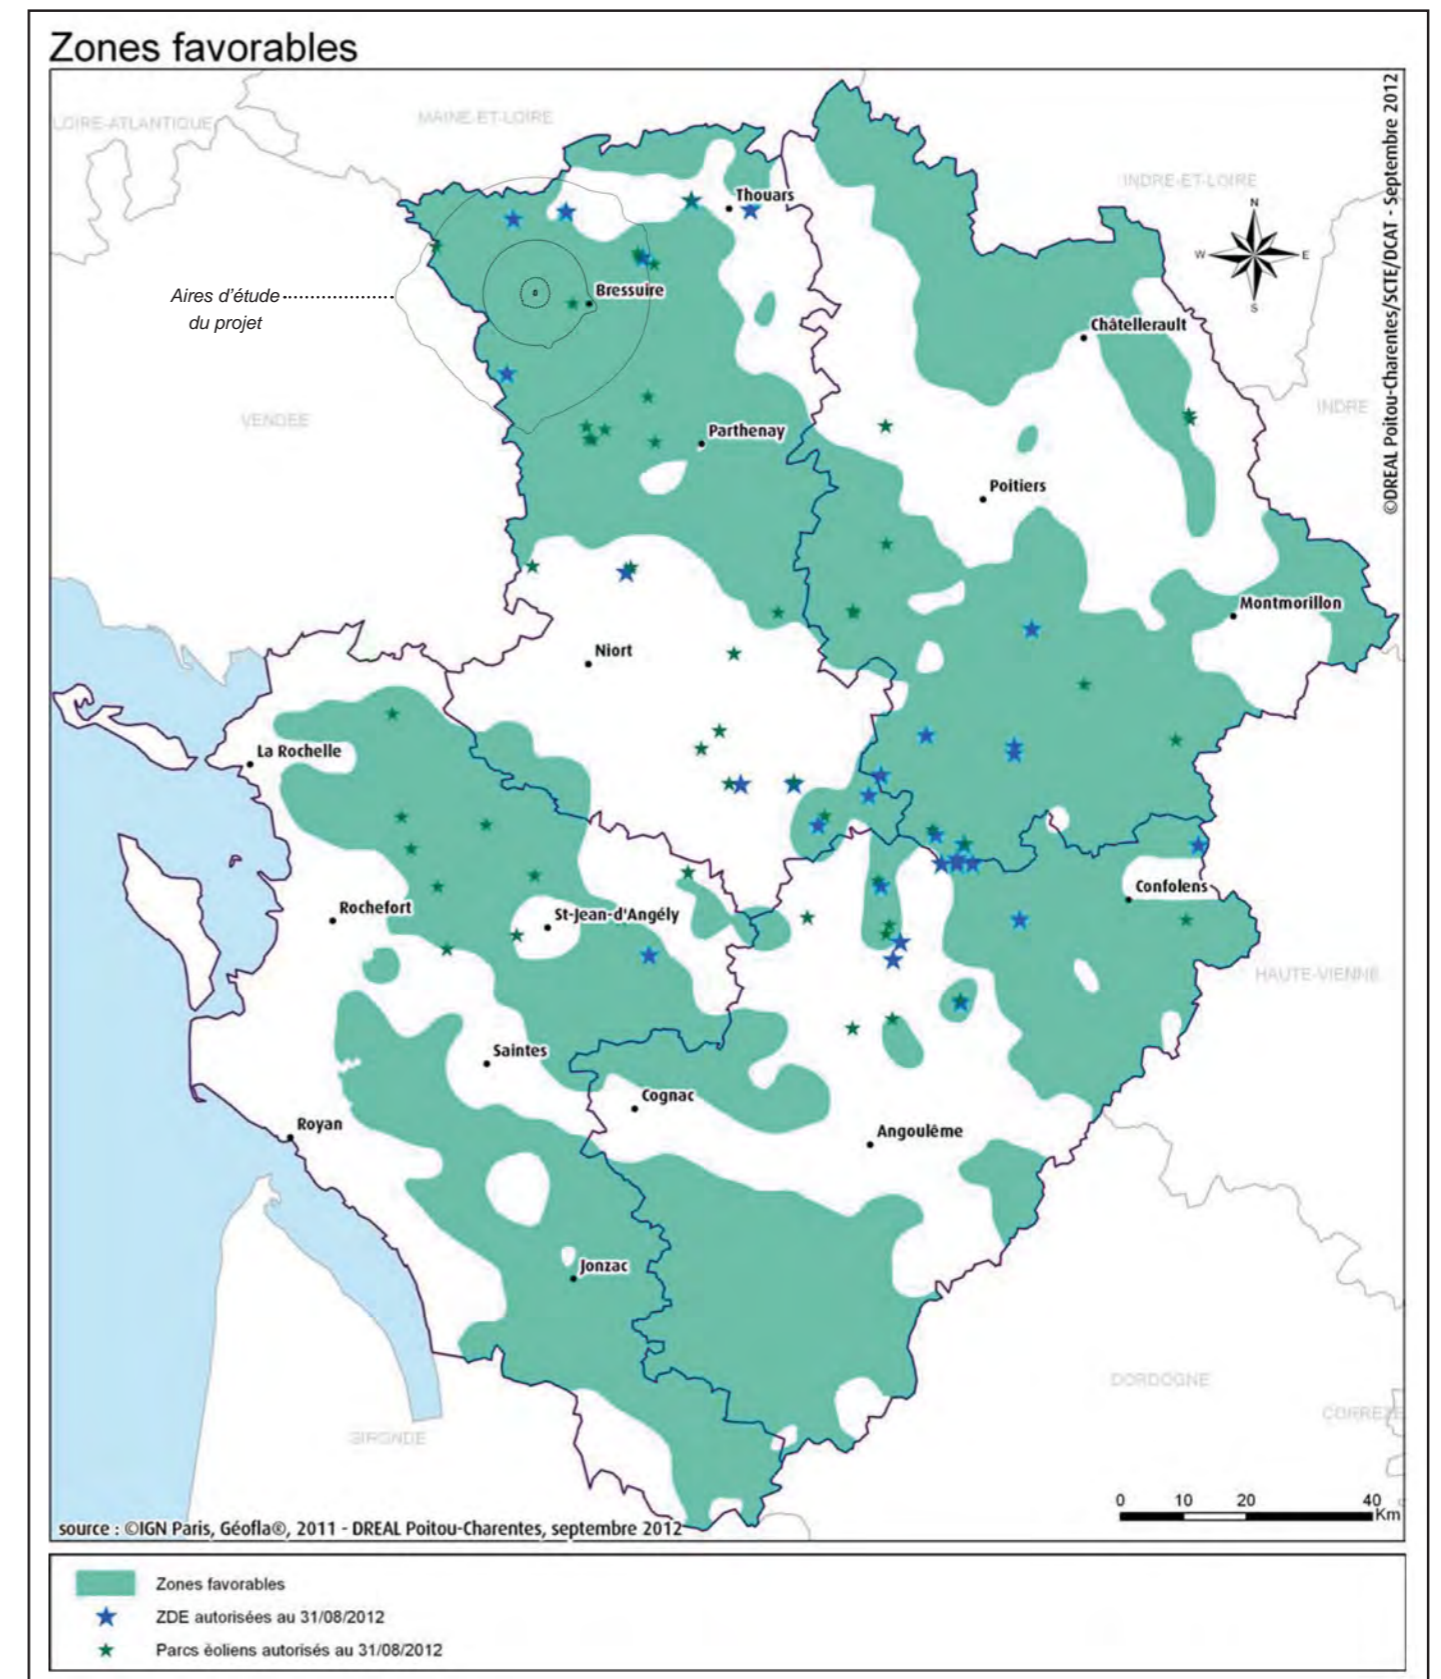 Zones favorables
LOIRE-ATLANTIQUE
MAINE-ET-LOIRE
INDRE-ET-LOIRE
©DREAL Poitou-Charentes/SCTE/DCAT - Septembre 2012
N
W
E
S
Thouars
Aires d'étude
du projet
Bressuire
Châtellerault
VENDEE
INDRE
Parthenay
Poitiers
Montmorillon
Niort
La Rochelle
Confolens
Rochefort
St-Jean-d'Angély
HAUTE-VIENNE
Saintes
Cognac
Royan
Angoulême
Jonzac
DORDOGNE
CORREZE
GIRONDE
0 10 20 40
Km
source : ©IGN Paris, Géofla®, 2011 - DREAL Poitou-Charentes, septembre 2012
Zones favorables
ZDE autorisées au 31/08/2012
Parcs èoliens autorisés au 31/08/2012